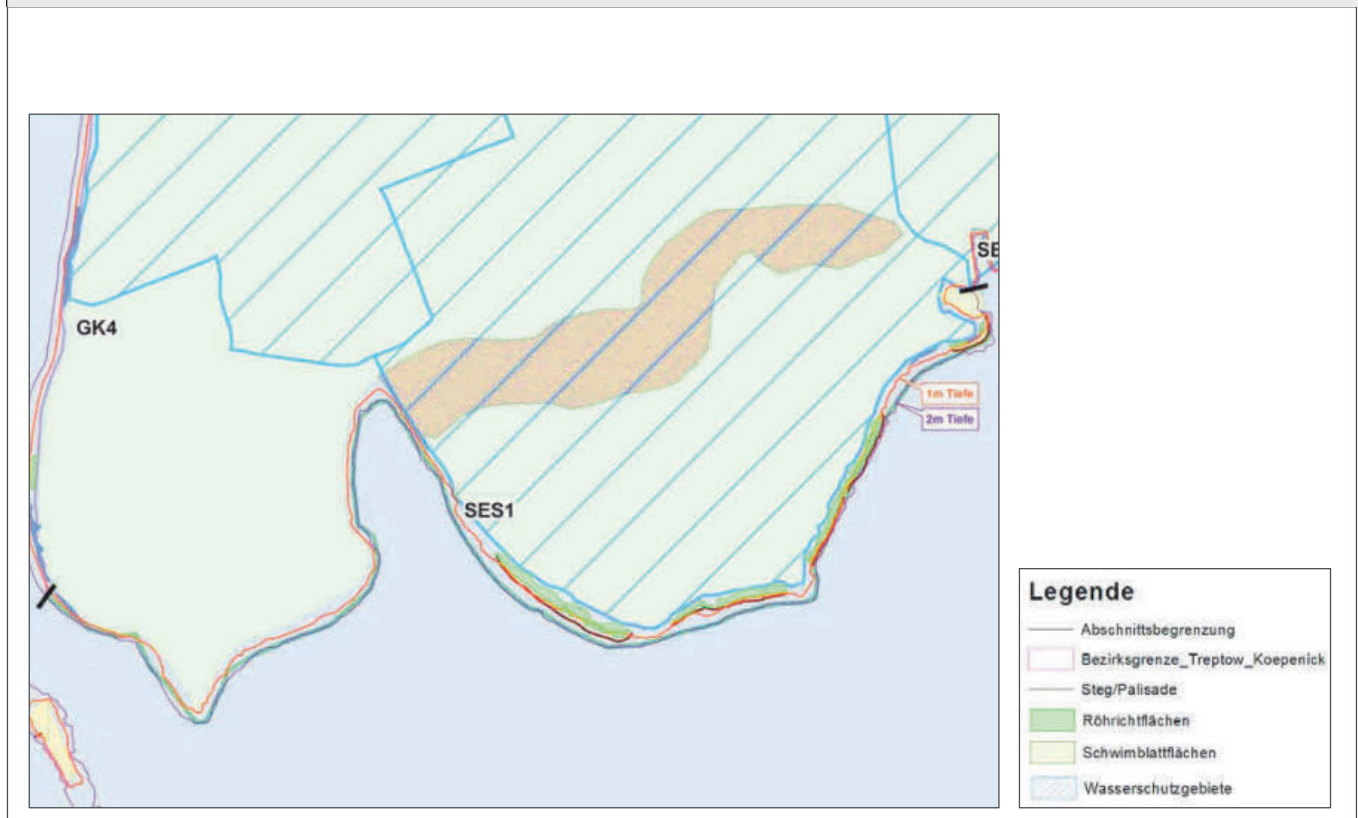 SE
GK4
1m Tiefe
2m Tiefe
SES1
Legende
Abschnittsbegrenzung
Bezirksgrenze_Treptow_Koepenick
Steg/Palisade
Röhrichtflächen
Schwimblattflächen
Wasserschutzgebiete